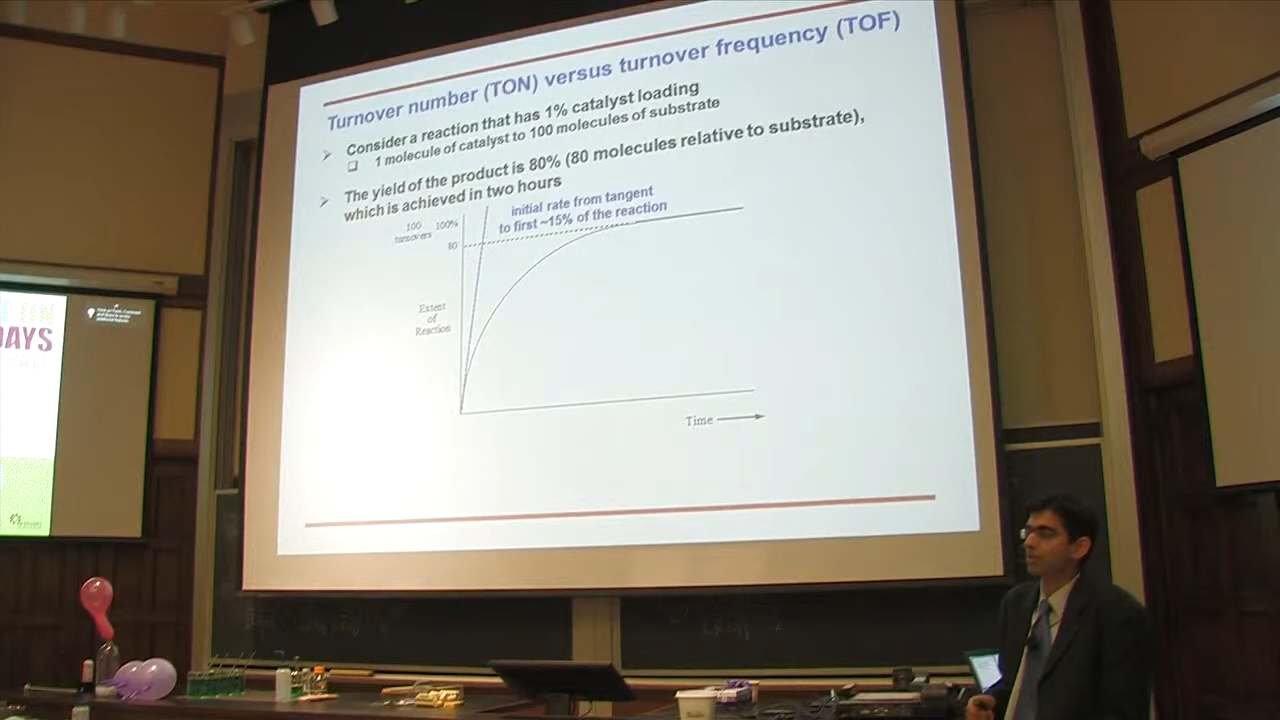 Turnover number (TON) versus turnover frequency (TOF)
Consider a reaction that has 1% catalyst loading
1 molecule of catalyst to 100 molecules of substrate
The yield of the product is 80% (80 molecules relative to substrate),
which is achieved in two hours
initial rate from tangent
to first ~15% of the reaction
100 100%
turnovers
80
Extent
of
Reaction
Time
DAYS